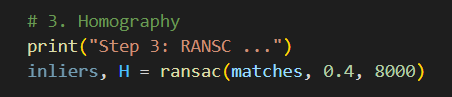 # 3. Homography
print("Step 3: RANSC ...")
inliers, H = ransac(matches, 0.4, 8000)